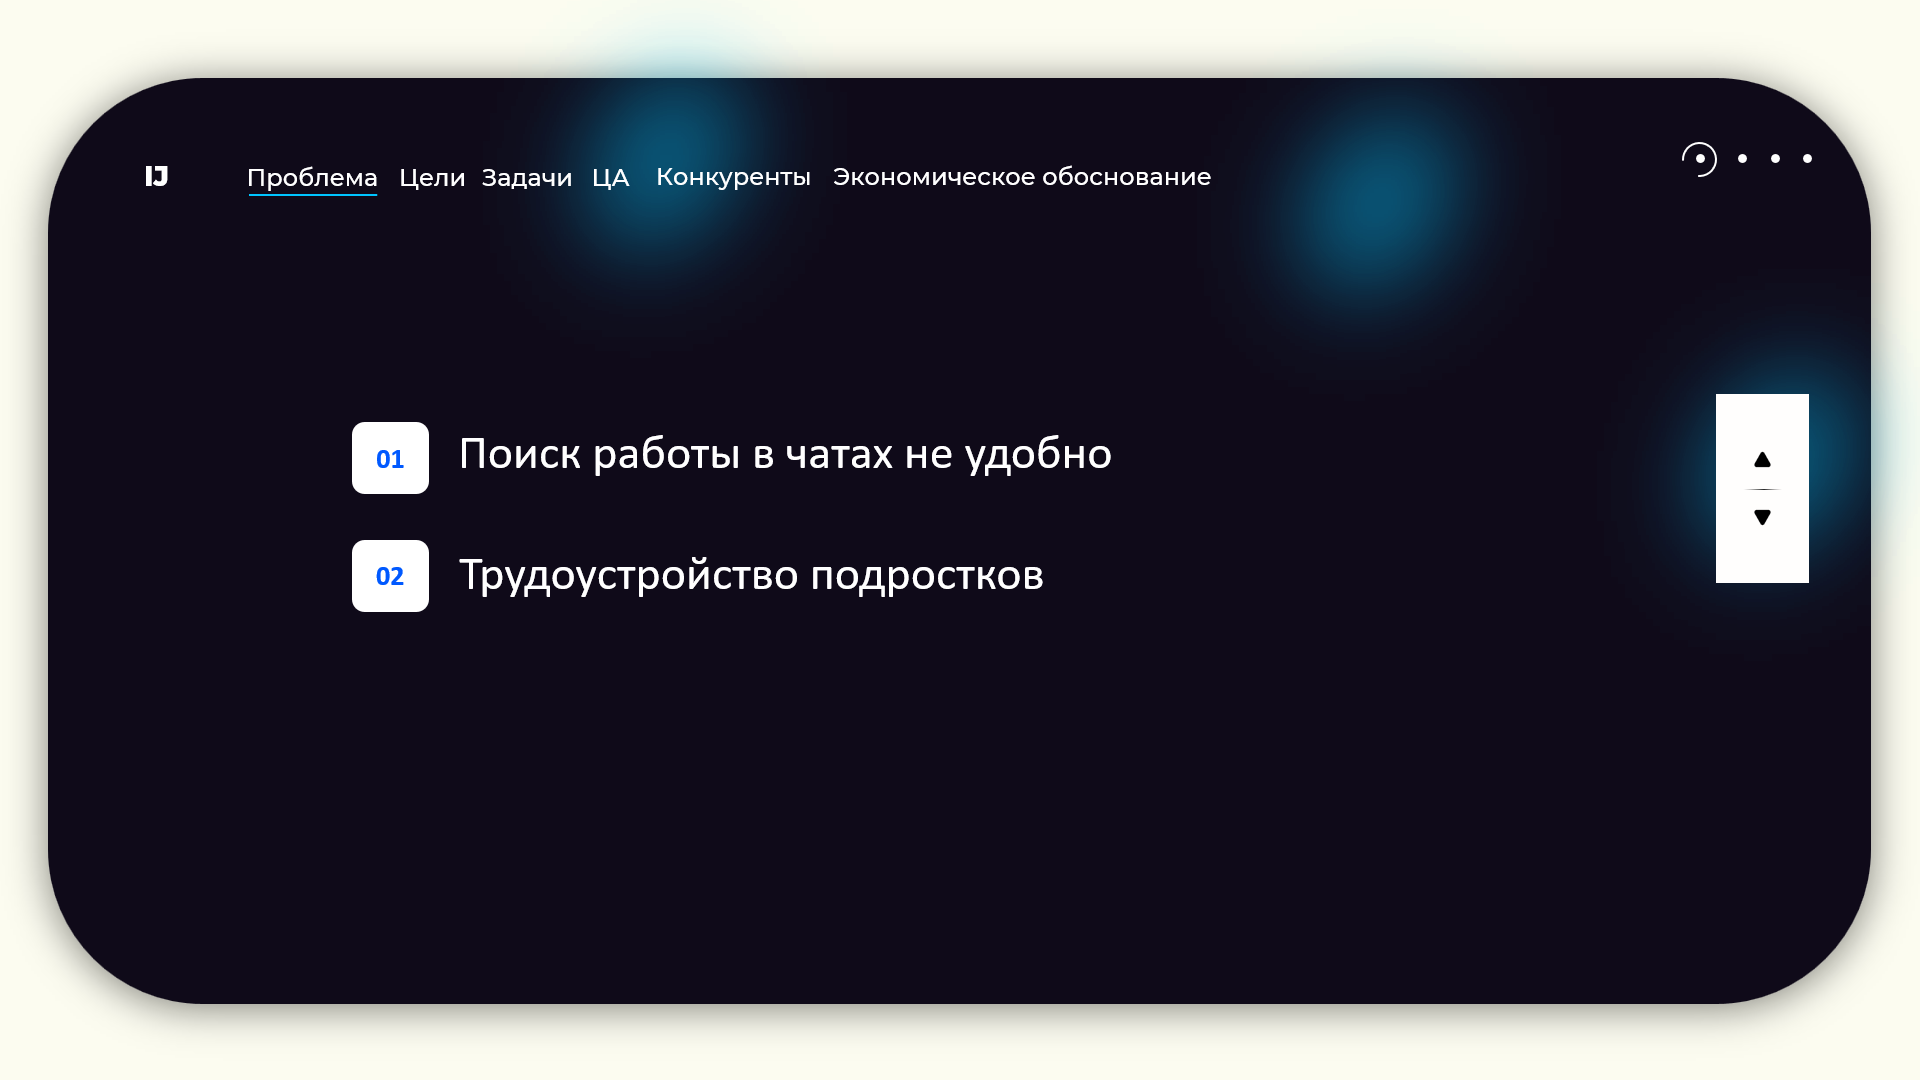 IJ Проблема Цели Задачи ЦА Конкуренты Экономическое обоснование
01 Поиск работы в чатах не удобно
02 Трудоустройство подростков